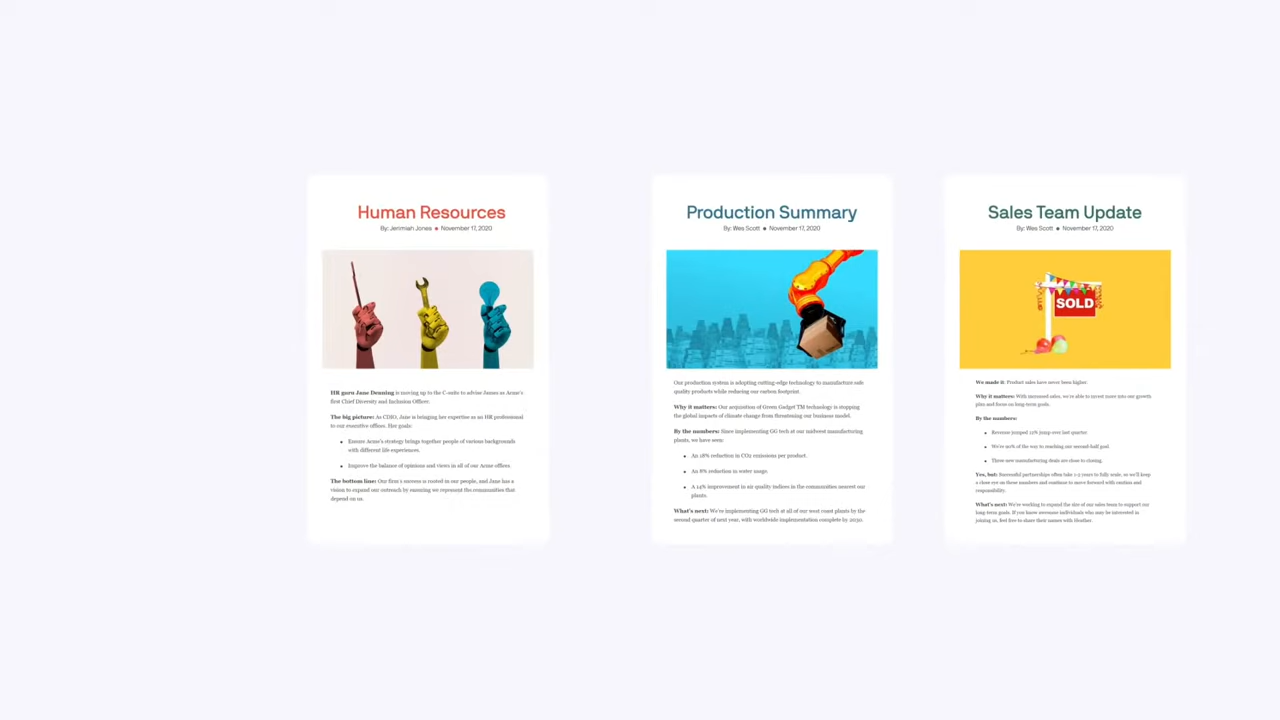 Human Resources
By: Jerimiah Jones ● November 17, 2020
HR guru Jane Denning is moving up to the C-suite to advise James as Acme's
first Chief Diversity and Inclusion Officer.
The big picture: As CDIO, Jane is bringing her expertise as an HR professional
to our executive offices. Her goals:
• Ensure Acme's strategy brings together people of various backgrounds
with different life experiences.
• Improve the balance of opinions and views in all of our Acme offices.
The bottom line: Our firm's success is rooted in our people, and Jane has a
vision to expand our outreach by ensuring we represent the communities that
depend on us.
Production Summary
By: Wes Scott ● November 17, 2020
Our production system is adopting cutting-edge technology to manufacture safe
quality products while reducing our carbon footprint.
Why it matters: Our acquisition of Green Gadget TM technology is stopping
the global impacts of climate change from threatening our business model.
By the numbers: Since implementing GG tech at our midwest manufacturing
plants, we have seen:
• An 18% reduction in CO2 emissions per product.
• An 8% reduction in water usage.
• A 14% improvement in air quality indices in the communities nearest our
plants.
What's next: We're implementing GG tech at all of our west coast plants by the
second quarter of next year, with worldwide implementation complete by 2030.
Sales Team Update
By: Wes Scott ● November 17, 2020
SOLD
We made it: Product sales have never been higher.
Why it matters: With increased sales, we're able to invest more into our growth
plan and focus on long-term goals.
By the numbers:
• Revenue jumped 12% jump over last quarter.
• We're 90% of the way to reaching our second-half goal.
• Three new manufacturing deals are close to closing.
Yes, but: Successful partnerships often take 1-2 years to fully scale, so we'll keep
a close eye on these numbers and continue to move forward with caution and
responsibility.
What's next: We're working to expand the size of our sales team to support our
long-term goals. If you know awesome individuals who may be interested in
joining us, feel free to share their names with Heather.